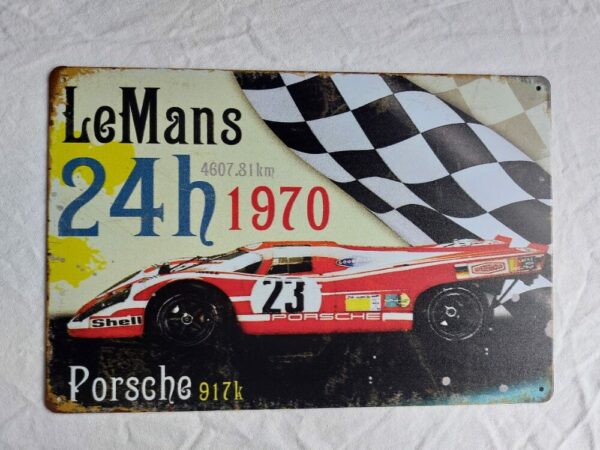 LeMans
24h
4607.81km
1970
23
PORSCHE
Shell
Porsche 917k